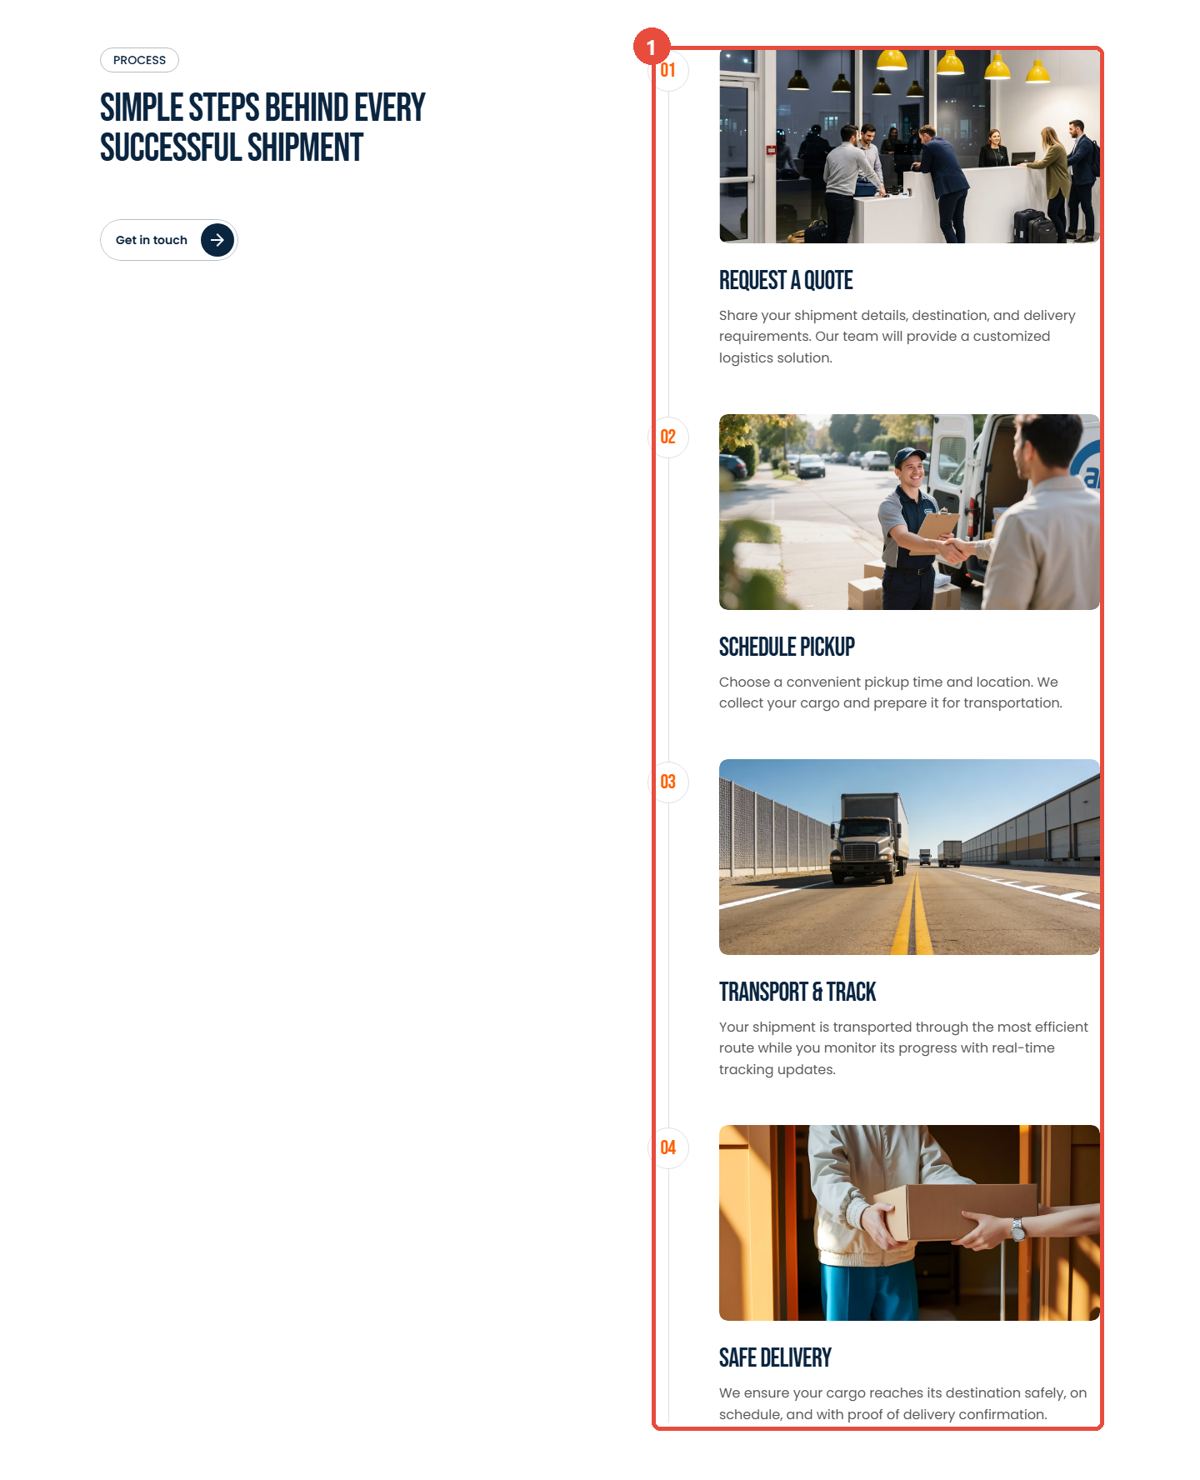 PROCESS
SIMPLE STEPS BEHIND EVERY
SUCCESSFUL SHIPMENT
Get in touch
1
01
REQUEST A QUOTE
Share your shipment details, destination, and delivery
requirements. Our team will provide a customized
logistics solution.
02
SCHEDULE PICKUP
Choose a convenient pickup time and location. We
collect your cargo and prepare it for transportation.
03
TRANSPORT & TRACK
Your shipment is transported through the most efficient
route while you monitor its progress with real-time
tracking updates.
04
SAFE DELIVERY
We ensure your cargo reaches its destination safely, on
schedule, and with proof of delivery confirmation.